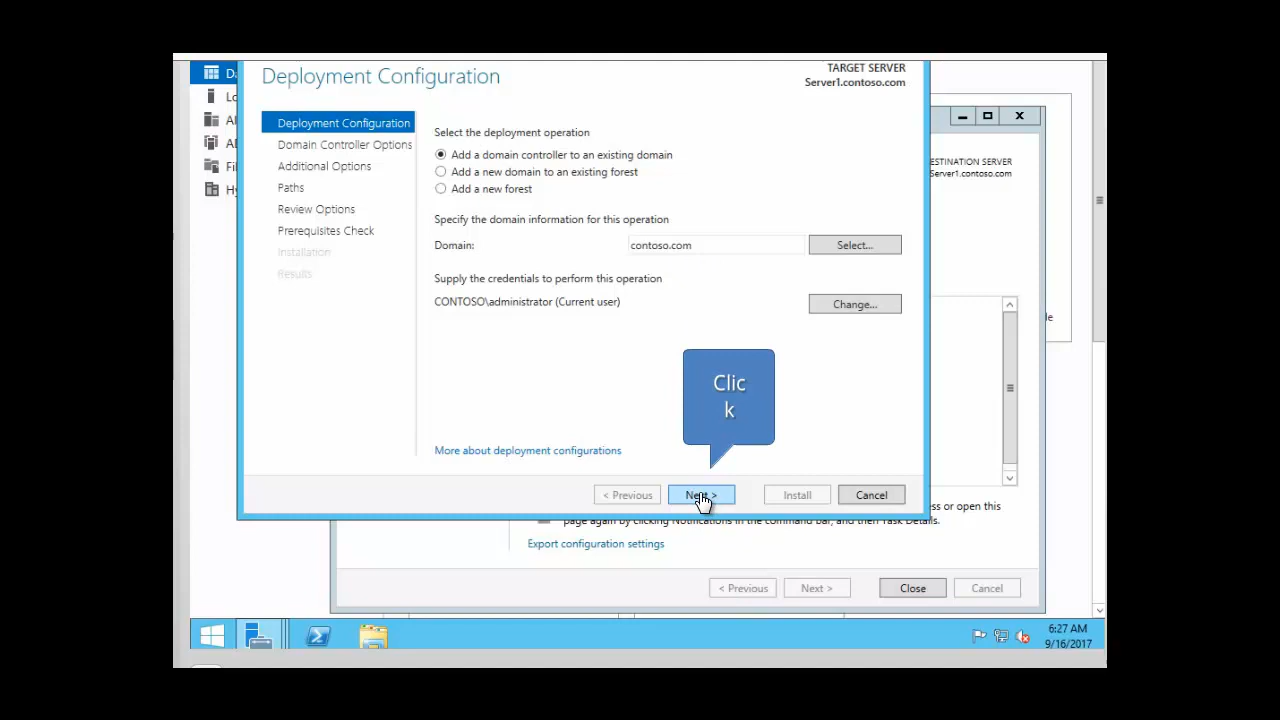 Deployment Configuration
TARGET SERVER
Server1.contoso.com
Deployment Configuration
Domain Controller Options
Additional Options
Paths
Review Options
Prerequisites Check
Installation
Results
Select the deployment operation
Add a domain controller to an existing domain
Add a new domain to an existing forest
Add a new forest
Specify the domain information for this operation
Domain:
contoso.com
Select...
Supply the credentials to perform this operation
CONTOSO\administrator (Current user)
Change...
Clic
k
More about deployment configurations
< Previous
Next >
Install
Cancel
ESTINATION SERVER
Server1.contoso.com
ess or open this
page again by clicking Notifications in the command bar, and then Task Details.
Export configuration settings
< Previous
Next >
Close
Cancel
6:27 AM
9/16/2017